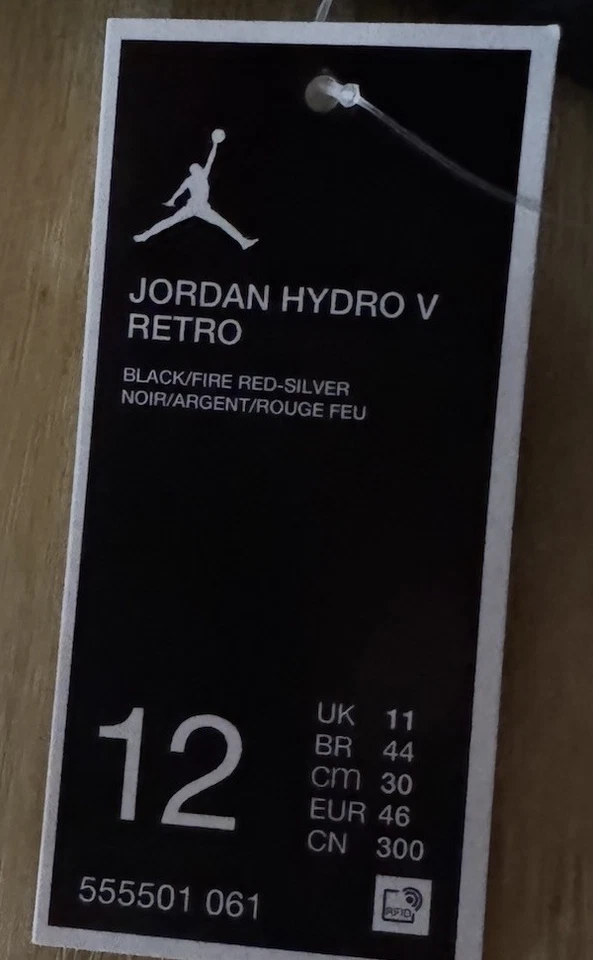 JORDAN HYDRO V
RETRO
BLACK/FIRE RED-SILVER
NOIR/ARGENT/ROUGE FEU
12
UK 11
BR 44
cm 30
EUR 46
CN 300
555501 061
RFID